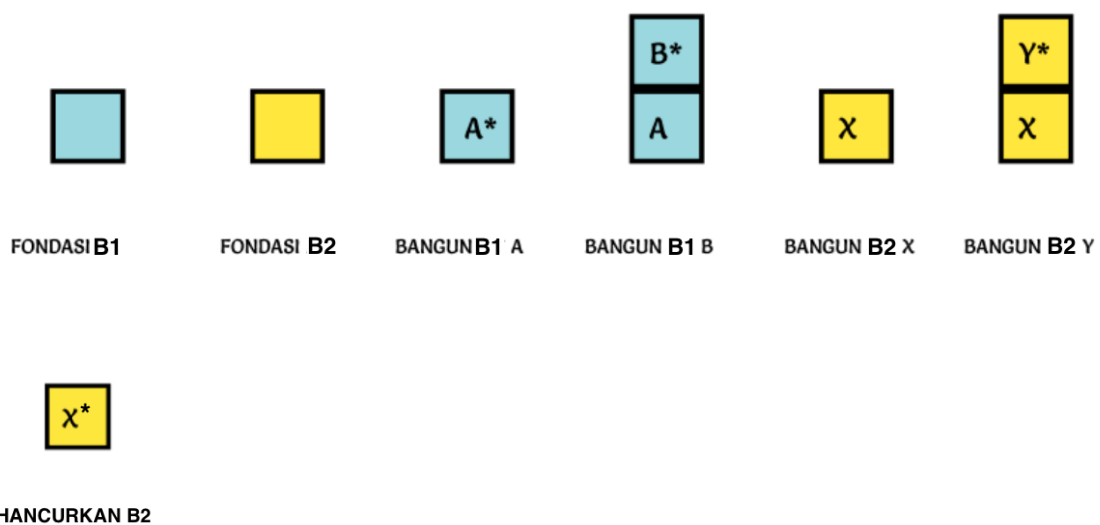 B* Y*
A* A X X
FONDASI B1 FONDASI B2 BANGUN B1 A BANGUN B1 B BANGUN B2 X BANGUN B2 Y
X*
HANCURKAN B2